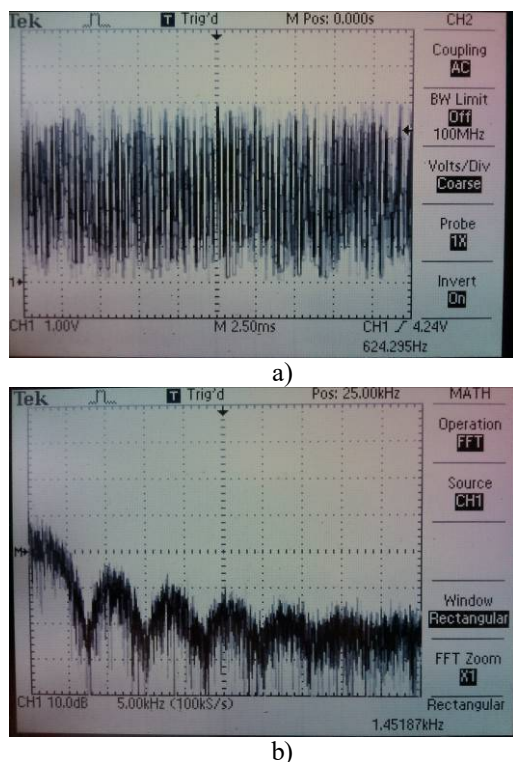 Tek T Trig'd M Pos: 0.000s CH2
Coupling
AC
BW Limit
Off
100MHz
Volts/Div
Coarse
Probe
1X
Invert
On
1
CH1 1.00V M 2.50ms CH1 4.24V
624.295Hz
a)
Tek T Trig'd Pos: 25.00kHz MATH
Operation
FFT
Source
CH1
M
Window
Rectangular
FFT Zoom
X1
CH1 10.0dB 5.00kHz (100kS/s) Rectangular
1.45187kHz
b)